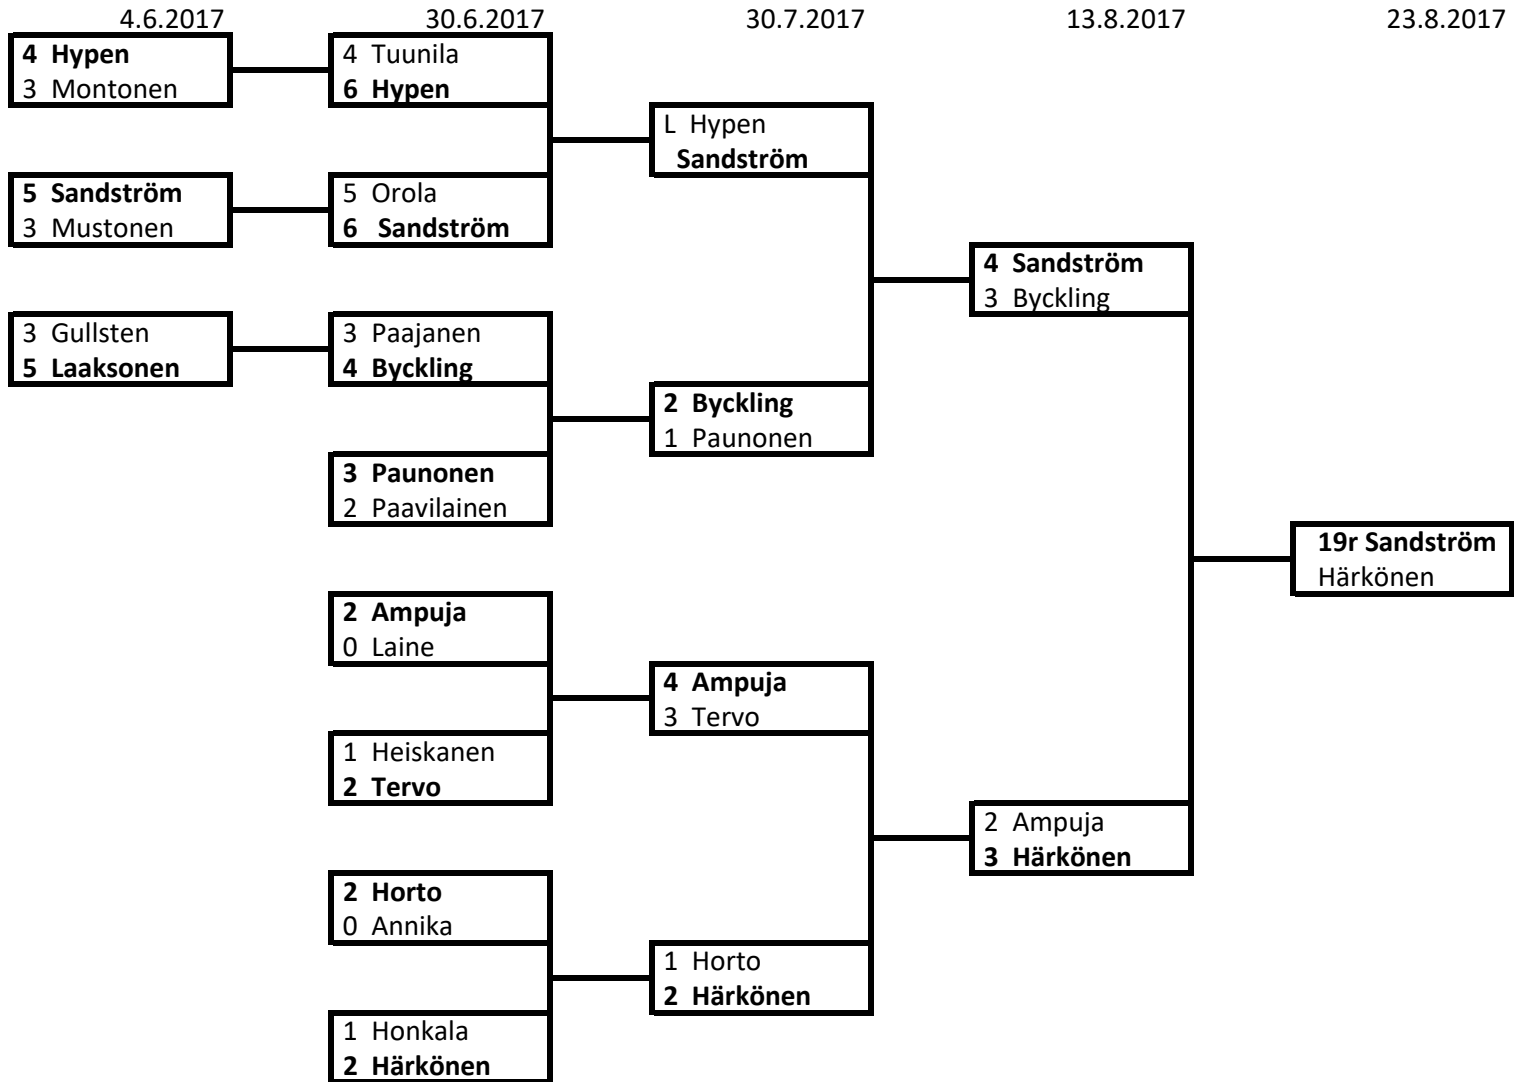 4.6.2017
30.6.2017
30.7.2017
13.8.2017
23.8.2017
4 Hypen
3 Montonen
5 Sandström
3 Mustonen
3 Gullsten
5 Laaksonen
4 Tuunila
6 Hypen
5 Orola
6 Sandström
3 Paajanen
4 Byckling
3 Paunonen
2 Paavilainen
2 Ampuja
0 Laine
1 Heiskanen
2 Tervo
2 Horto
0 Annika
1 Honkala
2 Härkönen
L Hypen
Sandström
2 Byckling
1 Paunonen
4 Ampuja
3 Tervo
1 Horto
2 Härkönen
4 Sandström
3 Byckling
2 Ampuja
3 Härkönen
19r Sandström
Härkönen